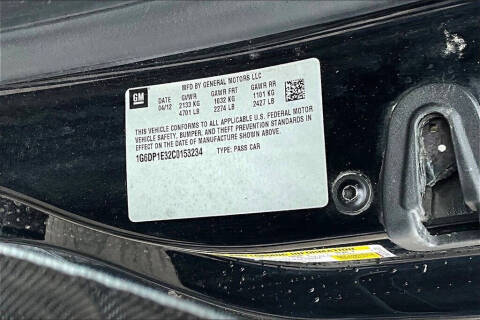 MFD BY GENERAL MOTORS LLC
GM
DATE GVWR GAWR FRT GAWR RR
04/12 2133 KG 1032 KG 1101 KG
4701 LB 2274 LB 2427 LB
THIS VEHICLE CONFORMS TO ALL APPLICABLE U.S. FEDERAL MOTOR
VEHICLE SAFETY, BUMPER, AND THEFT PREVENTION STANDARDS IN
EFFECT ON THE DATE OF MANUFACTURE SHOWN ABOVE.
1G6DP1E32C0153234 TYPE: PASS CAR
INFORMATION